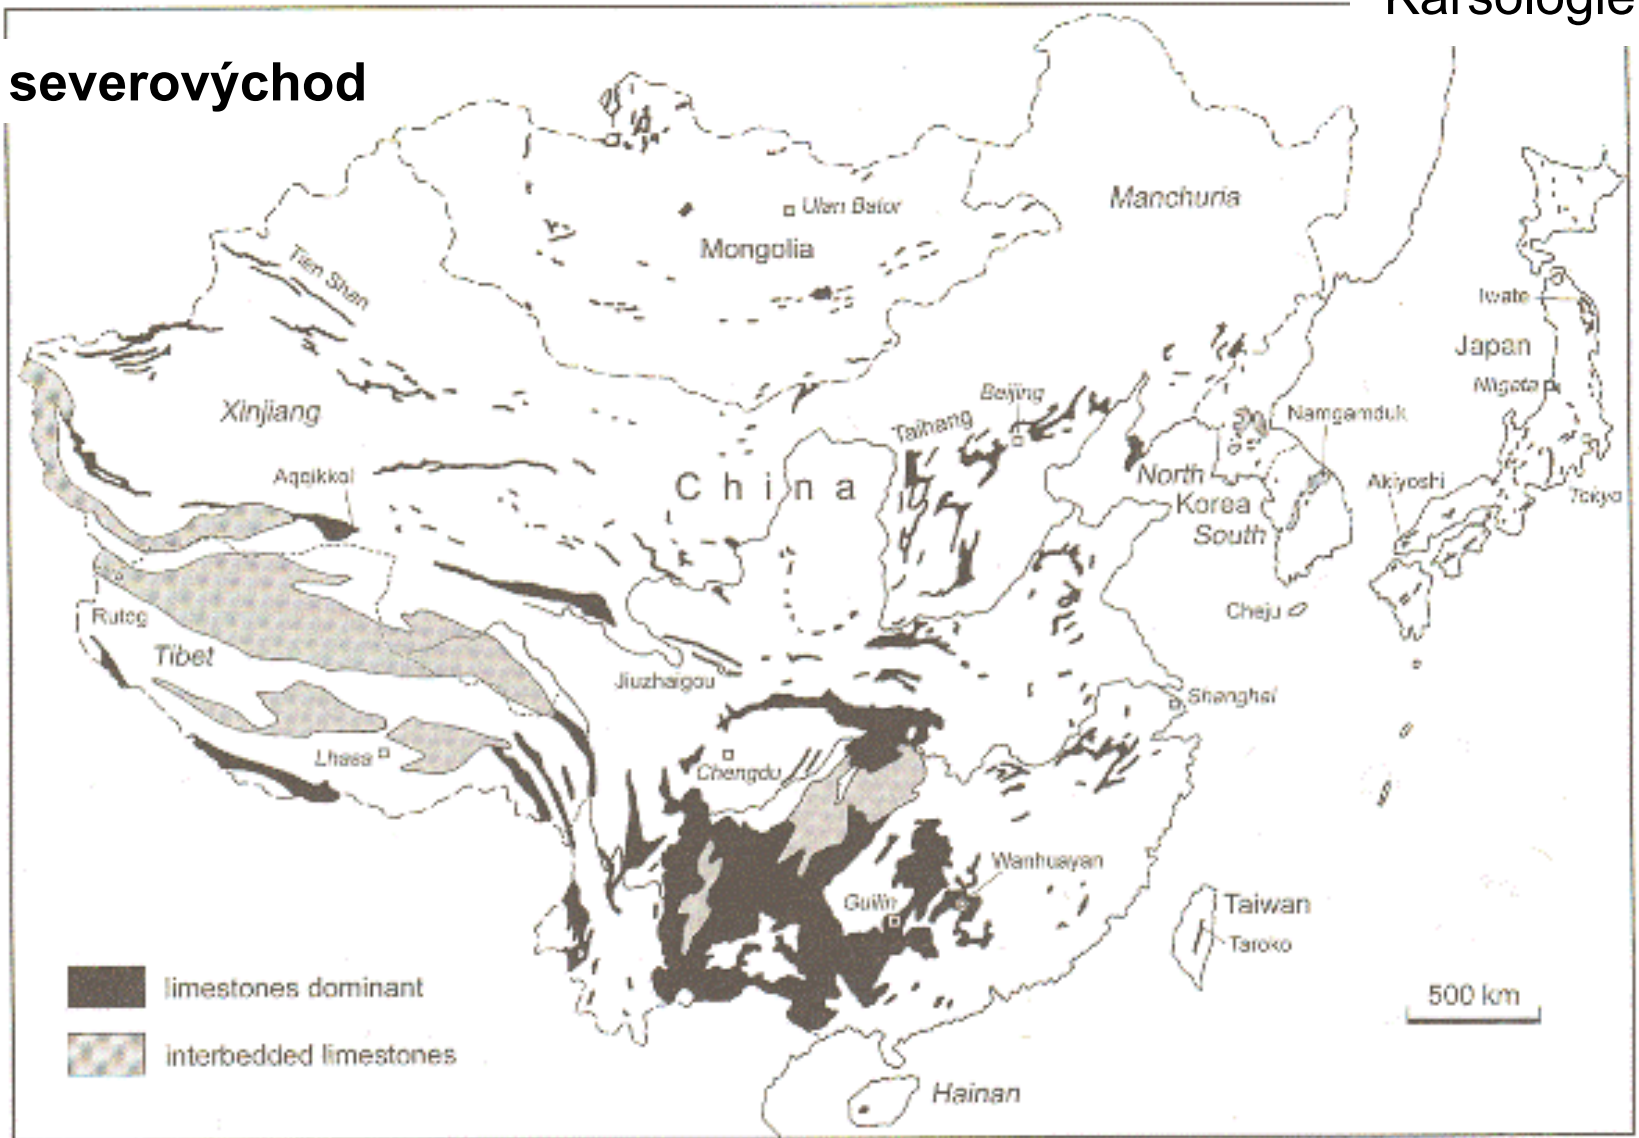 Karsologie
severovýchod
Manchuria
Ulan Bator
Mongolia
Tien Shan
Iwate
Japan
Niigata
Beijing
Namgamduk
Taihang
Xinjiang
Aqqikkol
China
North
Korea
South
Akiyoshi
Tokyo
Cheju
Rutog
Tibet
Jiuzhaigou
Shanghai
Lhasa
Chengdu
Wanhuayan
Guilin
Taiwan
Taroko
limestones dominant
500 km
interbedded limestones
Hainan